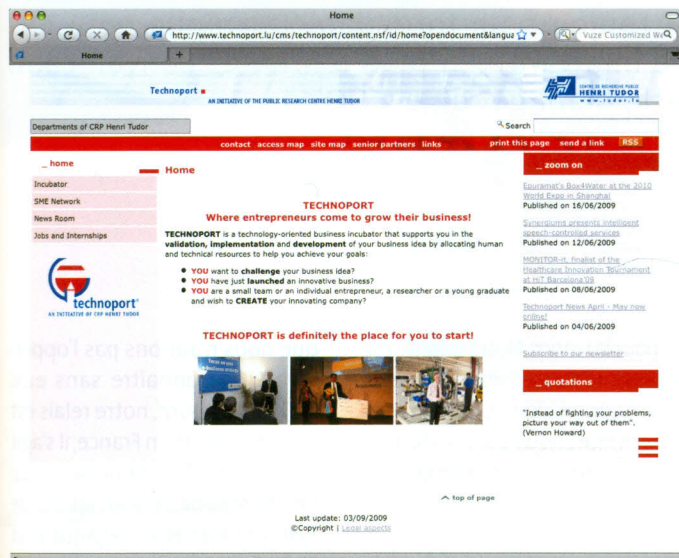 Home
http://www.technoport.lu/cms/technoport/content.nsf/id/home?opendocument&langua
Vuze Customized We
Home
Technoport
AN INITIATIVE OF THE PUBLIC RESEARCH CENTRE HENRI TUDOR
CENTRE DE RECHERCHE PUBLIC
HENRI TUDOR
www.tudor.lu
Departments of CRP Henri Tudor
Search
contact access map site map senior partners links print this page send a link RSS
_ home
Incubator
SME Network
News Room
Jobs and Internships
technoport®
AN INITIATIVE OF CRP HENRI TUDOR
Home
TECHNOPORT
Where entrepreneurs come to grow their business!
TECHNOPORT is a technology-oriented business incubator that supports you in the
validation, implementation and development of your business idea by allocating human
and technical resources to help you achieve your goals:
YOU want to challenge your business idea?
YOU have just launched an innovative business?
YOU are a small team or an individual entrepreneur, a researcher or a young graduate
and wish to CREATE your innovating company?
TECHNOPORT is definitely the place for you to start!
_ zoom on
Epuramat's Box4Water at the 2010
World Expo in Shanghai
Published on 16/06/2009
Synergiums presents intelligent
speech-controlled services
Published on 12/06/2009
MONITOR-it, finalist of the
Healthcare Innovation Tournament
at HiT Barcelona'09
Published on 08/06/2009
Technoport News April - May now
online!
Published on 04/06/2009
Subscribe to our newsletter
_ quotations
"Instead of fighting your problems,
picture your way out of them".
(Vernon Howard)
top of page
Last update: 03/09/2009
©Copyright | Legal aspects